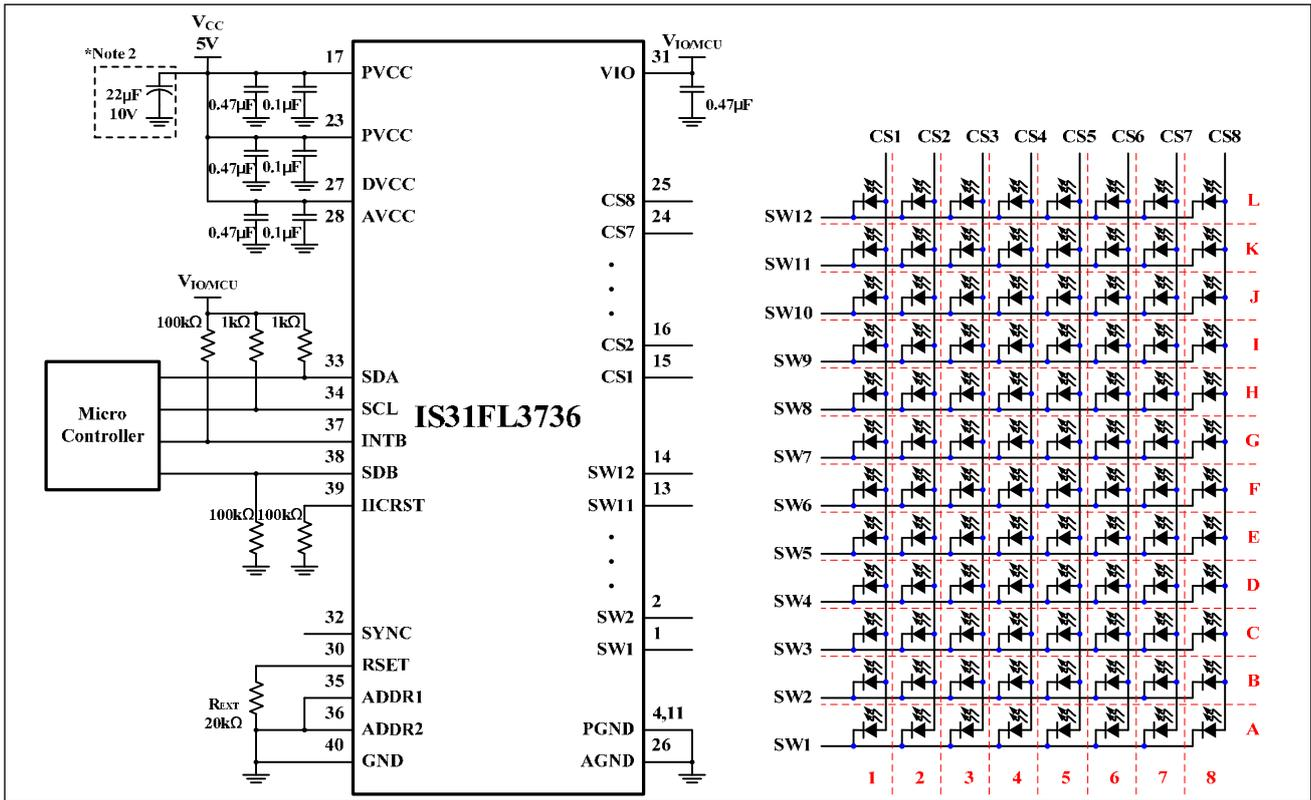 *Note 2
22μF
10V
VCC
5V
0.47μF 0.1μF
0.47μF 0.1μF
0.47μF 0.1μF
17
PVCC
23
PVCC
27
DVCC
28
AVCC
VIO/MCU
100kΩ 1kΩ 1kΩ
Micro
Controller
33
SDA
34
SCL
37
INTB
38
SDB
39
IICRST
100kΩ 100kΩ
32
SYNC
30
RSET
35
ADDR1
36
ADDR2
40
GND
REXT
20kΩ
IS31FL3736
VIO/MCU
31
VIO
0.47μF
25
CS8
24
CS7
16
CS2
15
CS1
14
SW12
13
SW11
2
SW2
1
SW1
4,11
PGND
26
AGND
CS1 CS2 CS3 CS4 CS5 CS6 CS7 CS8
SW12 L
SW11 K
SW10 J
SW9 I
SW8 H
SW7 G
SW6 F
SW5 E
SW4 D
SW3 C
SW2 B
SW1 A
1 2 3 4 5 6 7 8